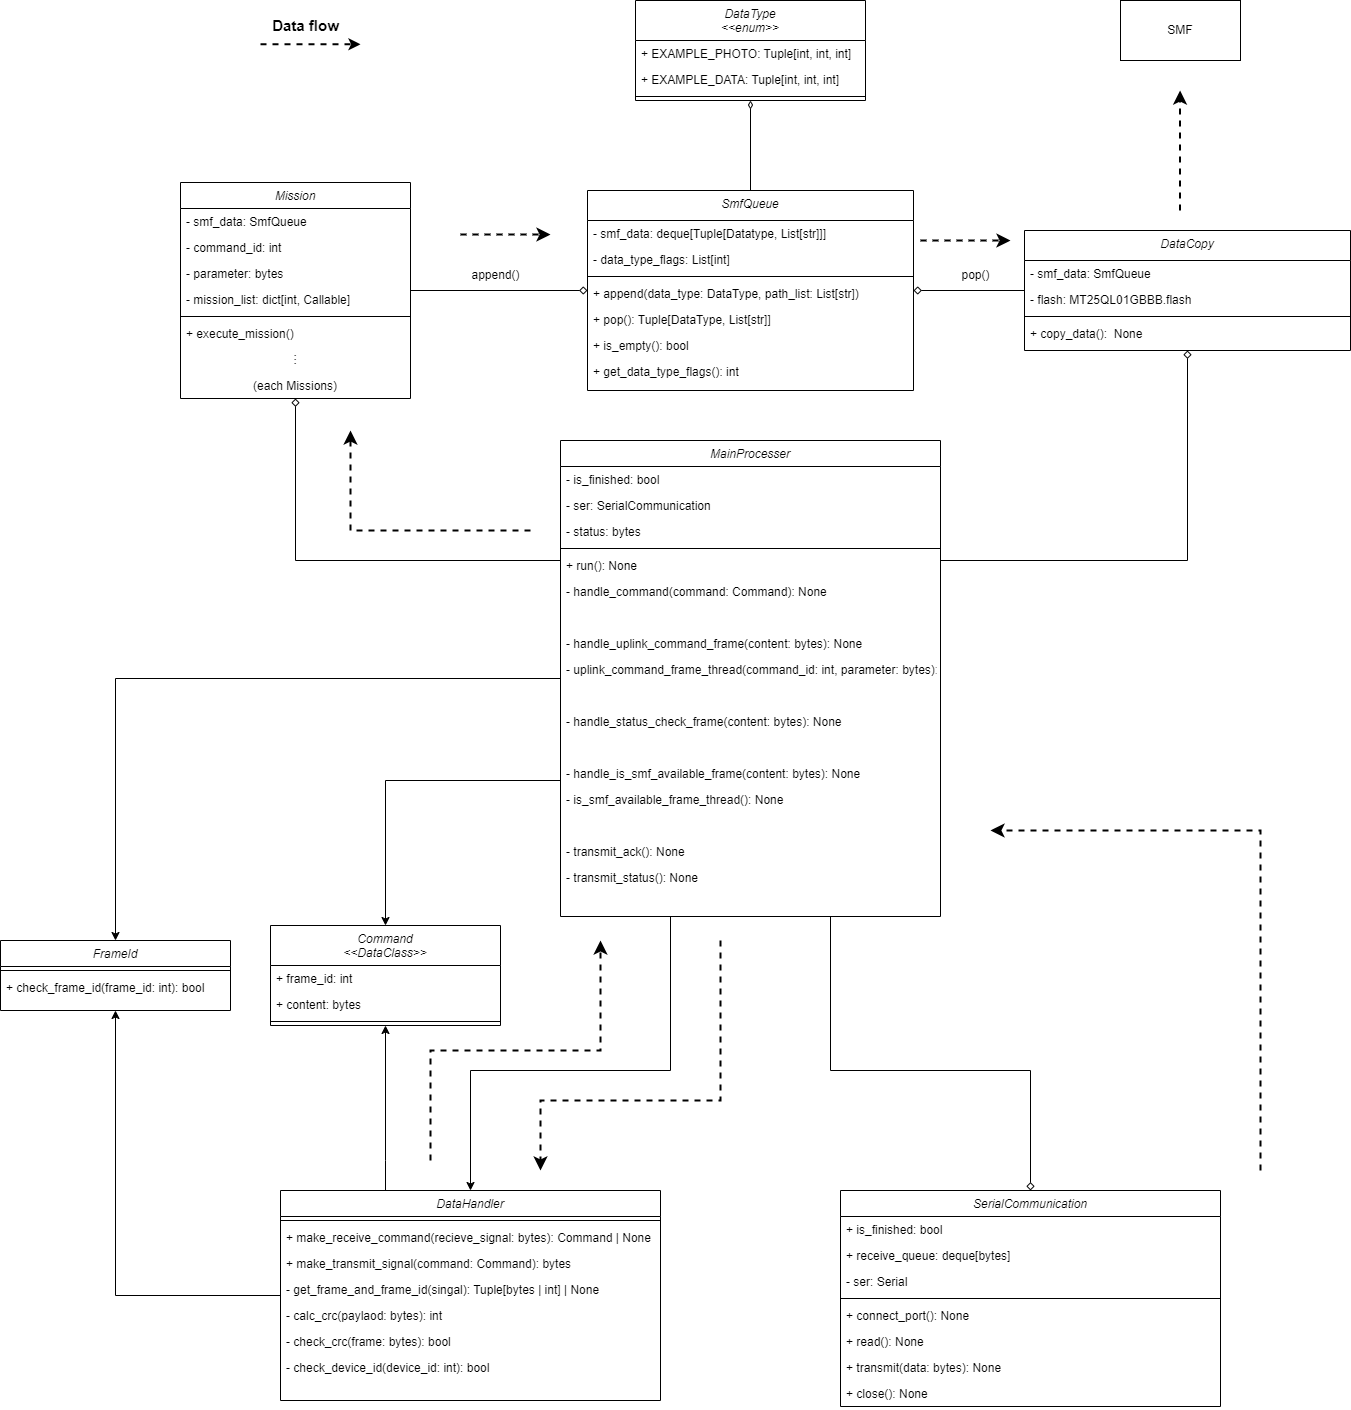 Data flow
DataType
<<enum>>
+ EXAMPLE_PHOTO: Tuple[int, int, int]
+ EXAMPLE_DATA: Tuple[int, int, int]
SMF
Mission
- smf_data: SmfQueue
- command_id: int
- parameter: bytes
- mission_list: dict[int, Callable]
+ execute_mission()
⋮
(each Missions)
append()
SmfQueue
- smf_data: deque[Tuple[Datatype, List[str]]]
- data_type_flags: List[int]
+ append(data_type: DataType, path_list: List[str])
+ pop(): Tuple[DataType, List[str]]
+ is_empty(): bool
+ get_data_type_flags(): int
pop()
DataCopy
- smf_data: SmfQueue
- flash: MT25QL01GBBB.flash
+ copy_data(): None
MainProcesser
- is_finished: bool
- ser: SerialCommunication
- status: bytes
+ run(): None
- handle_command(command: Command): None
- handle_uplink_command_frame(content: bytes): None
- uplink_command_frame_thread(command_id: int, parameter: bytes):
- handle_status_check_frame(content: bytes): None
- handle_is_smf_available_frame(content: bytes): None
- is_smf_available_frame_thread(): None
- transmit_ack(): None
- transmit_status(): None
FrameId
+ check_frame_id(frame_id: int): bool
Command
<<DataClass>>
+ frame_id: int
+ content: bytes
DataHandler
+ make_receive_command(recieve_signal: bytes): Command | None
+ make_transmit_signal(command: Command): bytes
- get_frame_and_frame_id(singal): Tuple[bytes | int] | None
- calc_crc(paylaod: bytes): int
- check_crc(frame: bytes): bool
- check_device_id(device_id: int): bool
SerialCommunication
+ is_finished: bool
+ receive_queue: deque[bytes]
- ser: Serial
+ connect_port(): None
+ read(): None
+ transmit(data: bytes): None
+ close(): None